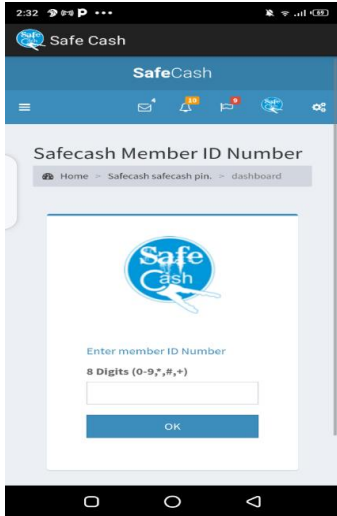 2:32 P •••
69
Safe Cash
SafeCash
4
10
9
Safecash Member ID Number
Home > Safecash safecash pin. > dashboard
Safe
Cash
Enter member ID Number
8 Digits (0-9,*,#,+)
OK